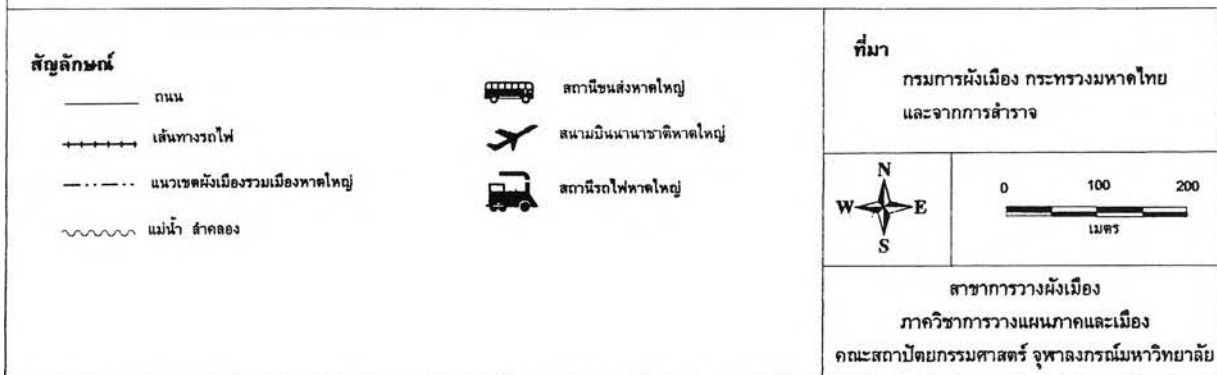 สัญลักษณ์
ถนน
เส้นทางรถไฟ
แนวเขตผังเมืองรวมเมืองหาดใหญ่
แม่น้ำ ลำคลอง
สถานีขนส่งหาดใหญ่
สนามบินนานาชาติหาดใหญ่
สถานีรถไฟหาดใหญ่
ที่มา
กรมการผังเมือง กระทรวงมหาดไทย
และจากการสำรวจ
N
W E
S
0 100 200
เมตร
สาขาการวางผังเมือง
ภาควิชาการวางแผนภาคและเมือง
คณะสถาปัตยกรรมศาสตร์ จุฬาลงกรณ์มหาวิทยาลัย